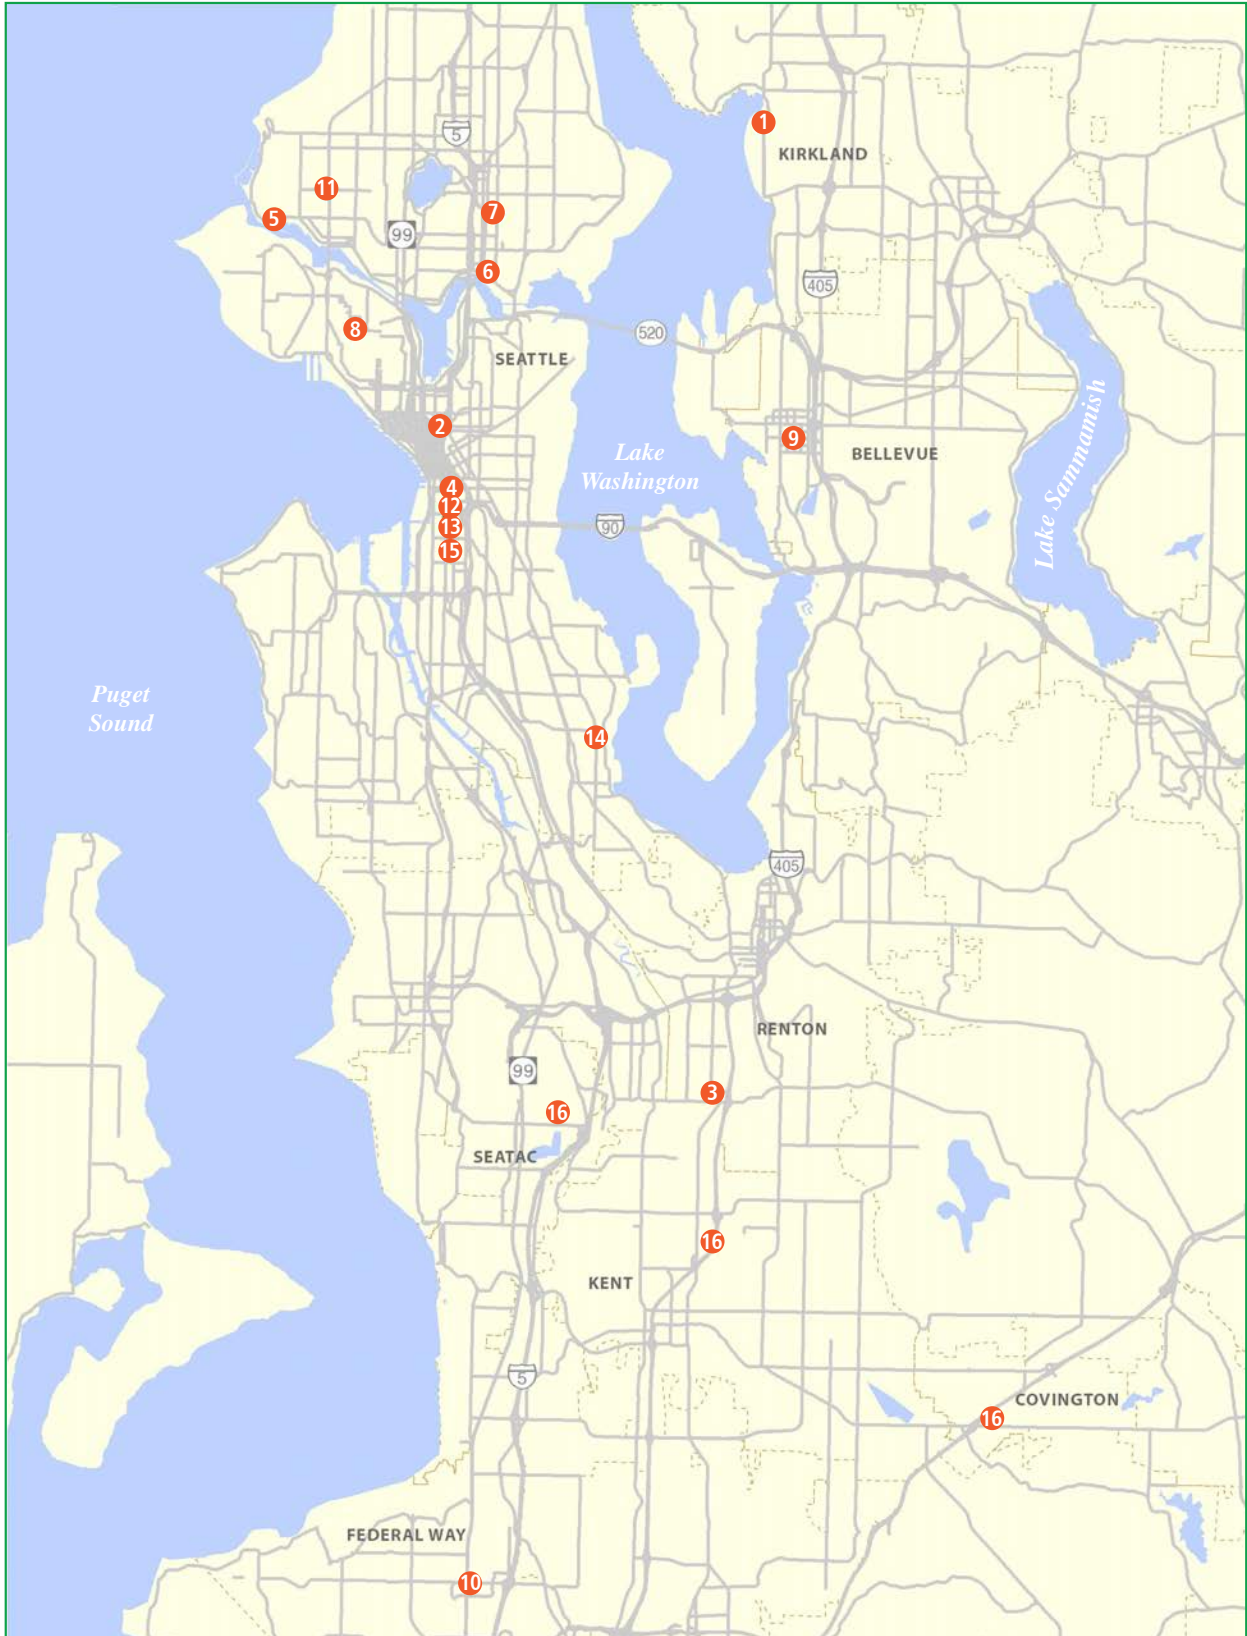 1
KIRKLAND
5
11
5
7
99
6
405
8
520
SEATTLE
2
9
Lake
Washington
BELLEVUE
Lake Sammamish
4
12
13
90
15
Puget
Sound
14
405
RENTON
99
3
16
SEATAC
16
KENT
5
COVINGTON
16
FEDERAL WAY
10